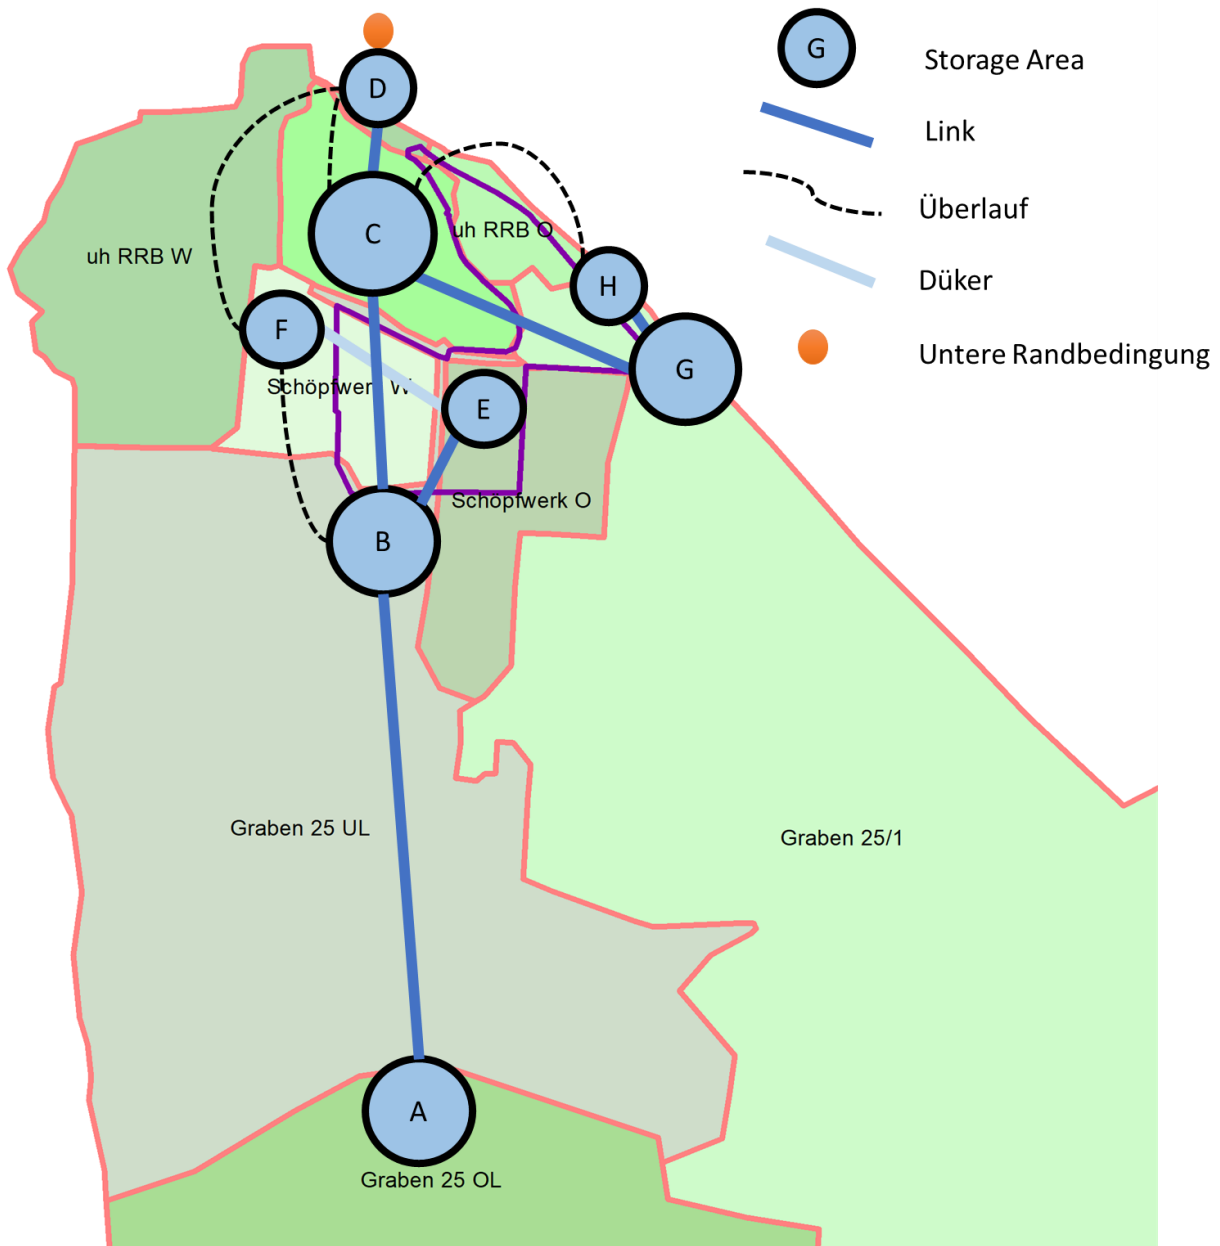 G
Storage Area
D
Link
Überlauf
C
uh RRB O
uh RRB W
H
Düker
F
Untere Randbedingung
G
Schöpfwerk W
E
Schöpfwerk O
B
Graben 25 UL
Graben 25/1
A
Graben 25 OL